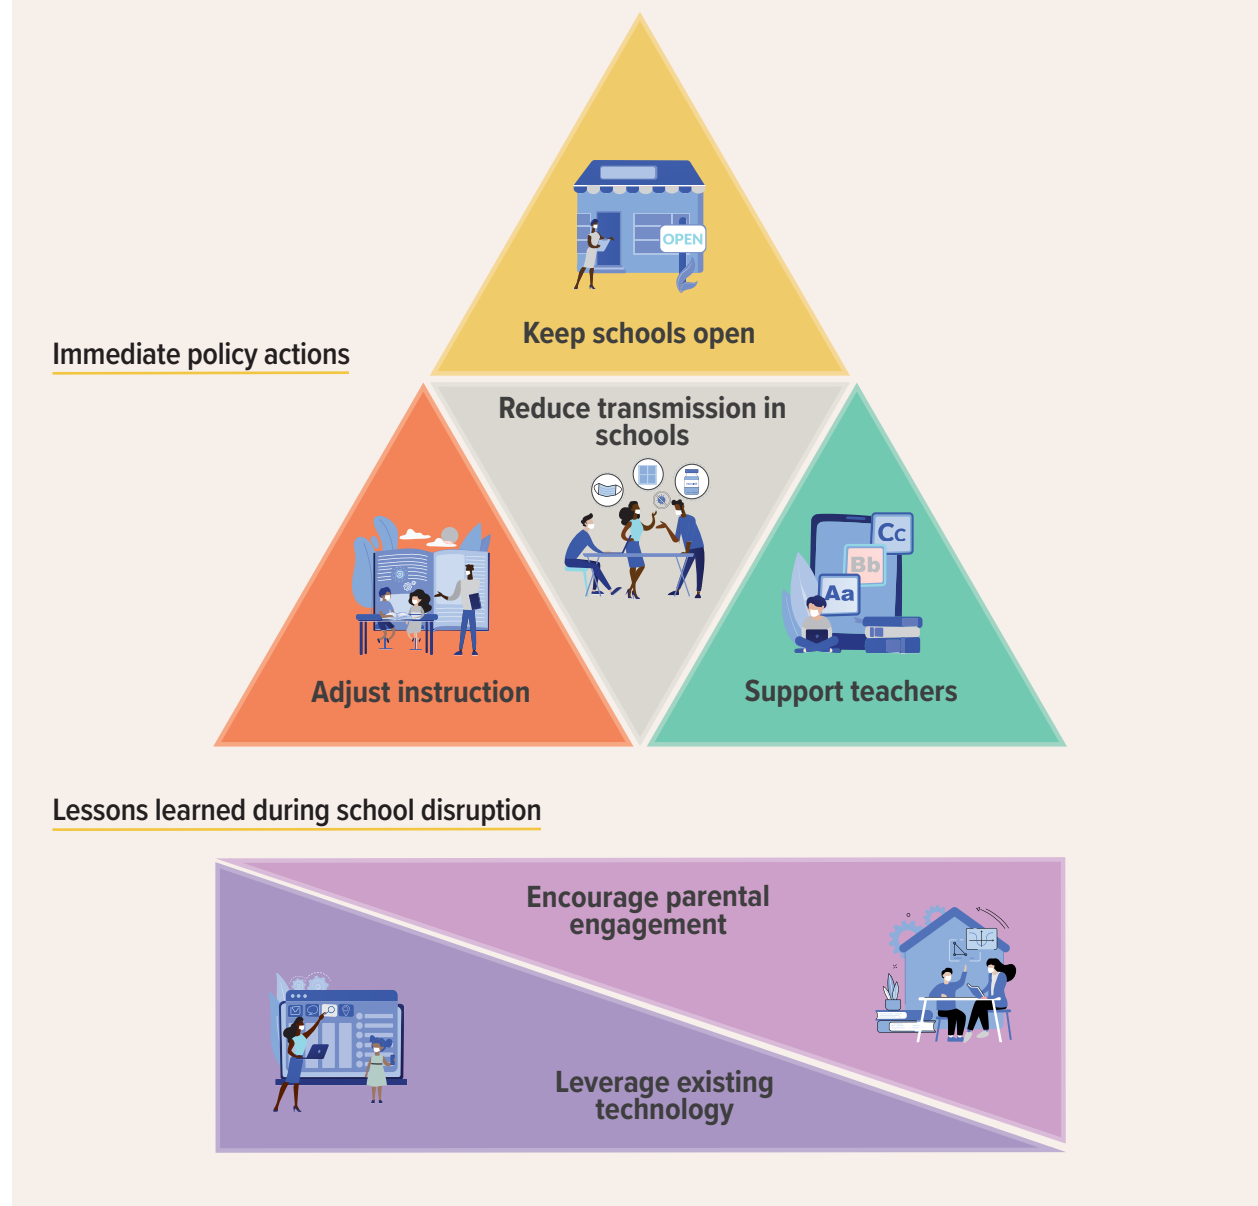 Keep schools open
OPEN
Immediate policy actions
Reduce transmission in
schools
Cc
Bb
Aa
Adjust instruction
Support teachers
Lessons learned during school disruption
Encourage parental
engagement
Leverage existing
technology